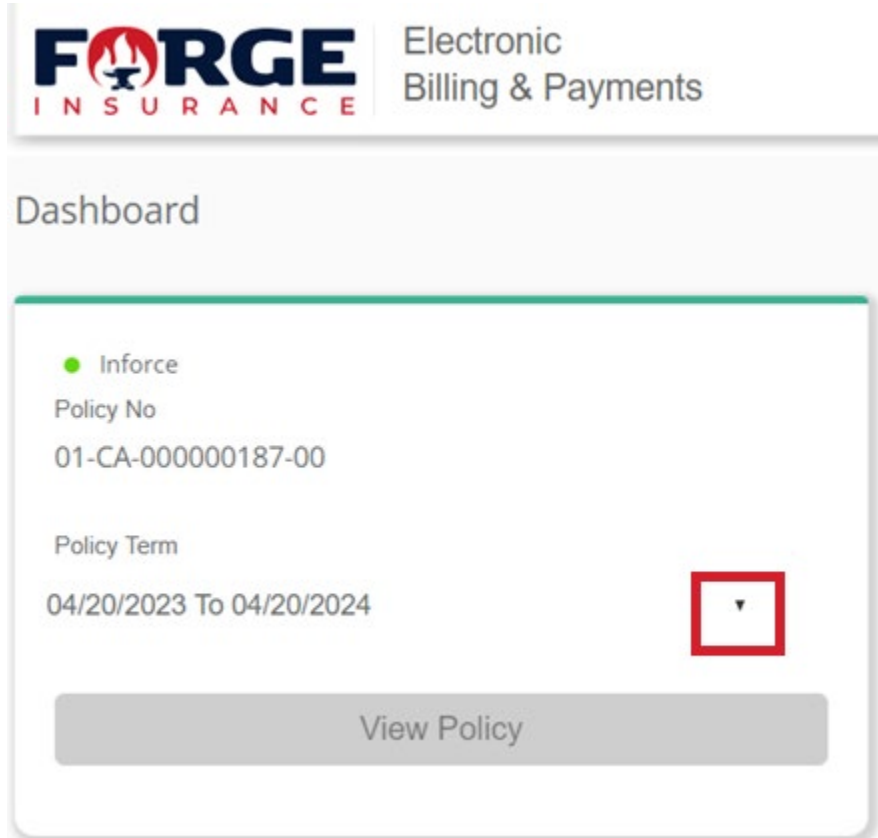 FORGE
INSURANCE
Electronic
Billing & Payments
Dashboard
Inforce
Policy No
01-CA-000000187-00
Policy Term
04/20/2023 To 04/20/2024
View Policy